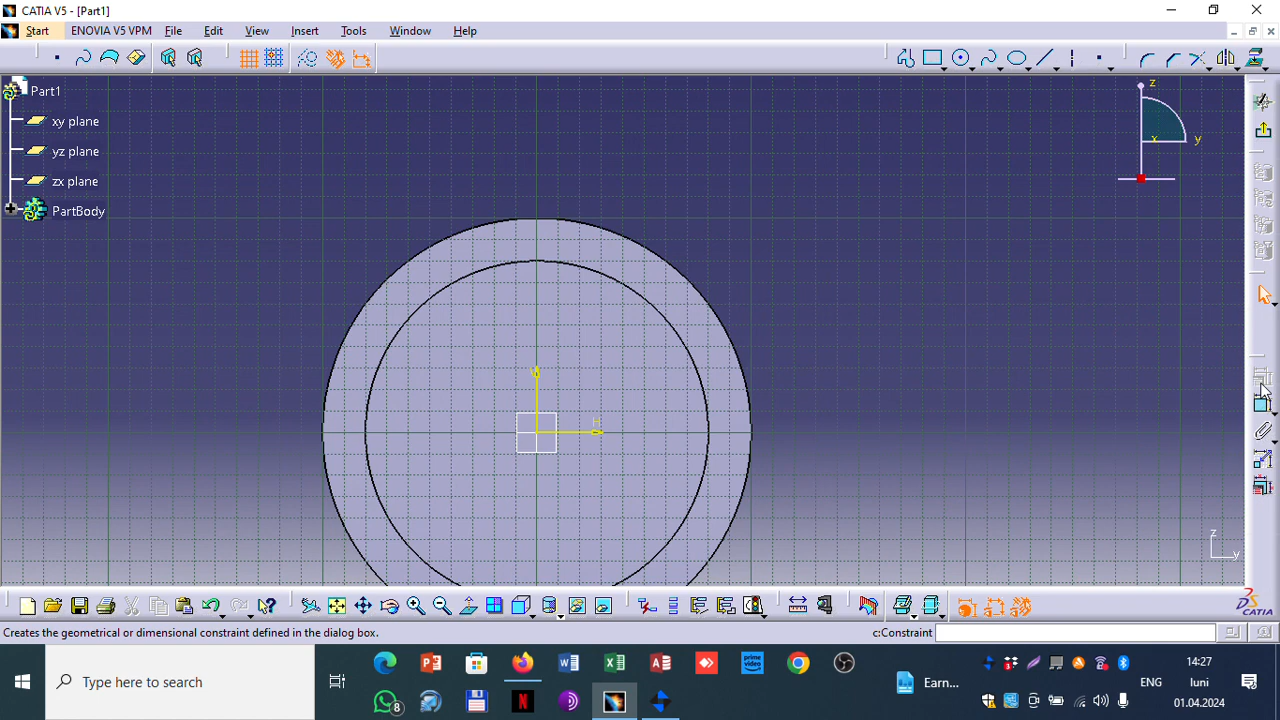 CATIA V5 - [Part1]
Start ENOVIA V5 VPM File Edit View Insert Tools Window Help
Part1
xy plane
yz plane
zx plane
PartBody
z
x
y
V
H
z
y
CATIA
Creates the geometrical or dimensional constraint defined in the dialog box.
c:Constraint
Type here to search
Earn...
ENG
14:27
luni
01.04.2024
8